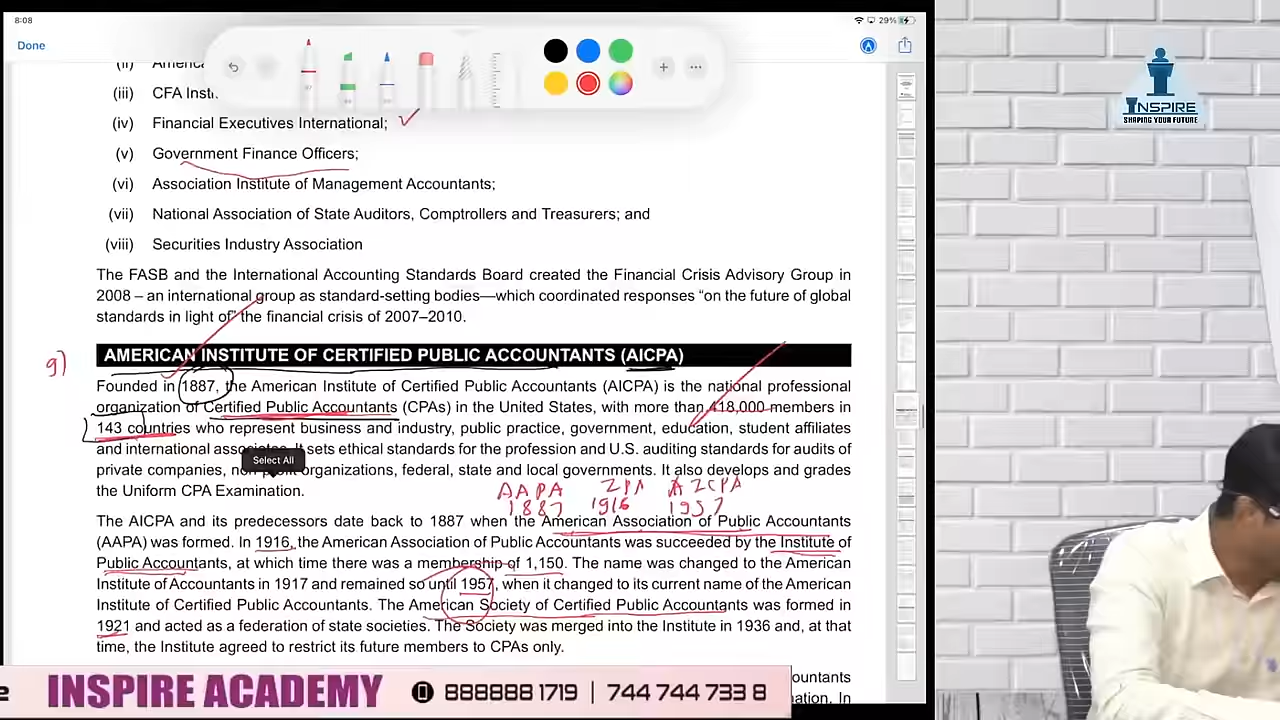 8:08
29%
Done
(ii) America
(iii) CFA Inst
(iv) Financial Executives International;
(v) Government Finance Officers;
(vi) Association Institute of Management Accountants;
(vii) National Association of State Auditors, Comptrollers and Treasurers; and
(viii) Securities Industry Association
The FASB and the International Accounting Standards Board created the Financial Crisis Advisory Group in
2008 – an international group as standard-setting bodies—which coordinated responses “on the future of global
standards in light of” the financial crisis of 2007–2010.
9)
AMERICAN INSTITUTE OF CERTIFIED PUBLIC ACCOUNTANTS (AICPA)
Founded in 1887, the American Institute of Certified Public Accountants (AICPA) is the national professional
organization of Certified Public Accountants (CPAs) in the United States, with more than 418,000 members in
143 countries who represent business and industry public practice, government, education, student affiliates
and international sets ethical standards for the profession and U.S. auditing standards for audits of
private companies, organizations, federal, state and local governments. It also develops and grades
the Uniform CPA Examination.
Select All
AAPA IPA AICPA
1887 1916 1957
The AICPA and its predecessors date back to 1887 when the American Association of Public Accountants
(AAPA) was formed. In 1916, the American Association of Public Accountants was succeeded by the Institute of
Public Accountants, at which time there was a membership of 1,150. The name was changed to the American
Institute of Accountants in 1917 and remained so until 1957, when it changed to its current name of the American
Institute of Certified Public Accountants. The American Society of Certified Public Accountants was formed in
1921 and acted as a federation of state societies. The Society was merged into the Institute in 1936 and, at that
time, the Institute agreed to restrict its future members to CPAs only.
INSPIRE ACADEMY 888888 1719 | 744 744 733 8
INSPIRE
SHAPING YOUR FUTURE